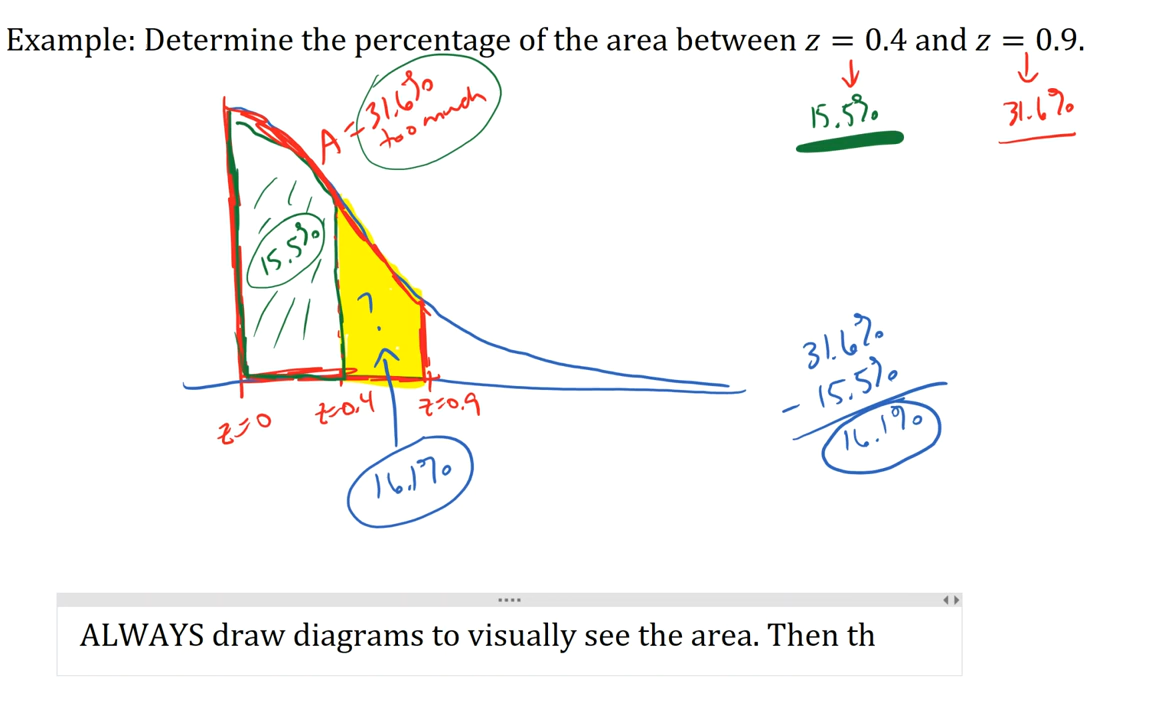 Example: Determine the percentage of the area between z = 0.4 and z = 0.9.
15.5%
31.6%
A = 31.6%
too much
15.5%
?
z=0
z=0.4
z=0.9
16.1%
31.6%
- 15.5%
16.1%
ALWAYS draw diagrams to visually see the area. Then th